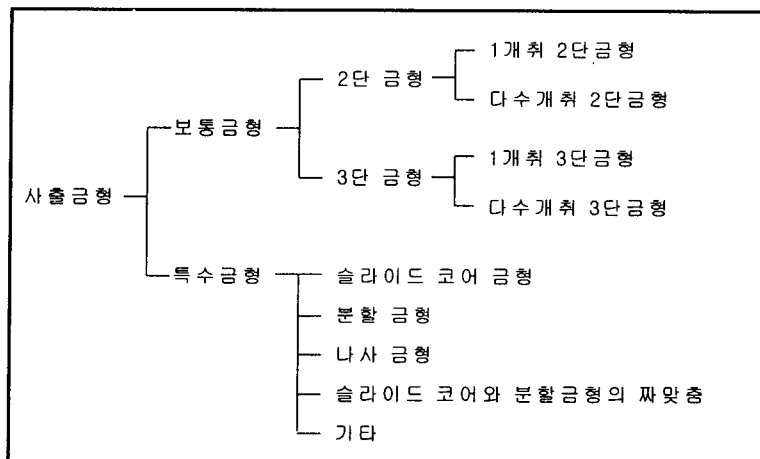 1개취 2단금형
2단 금형
다수개취 2단금형
보통금형
1개취 3단금형
3단 금형
다수개취 3단금형
사출금형
특수금형
슬라이드 코어 금형
분할 금형
나사 금형
슬라이드 코어와 분할금형의 짜맞춤
기타